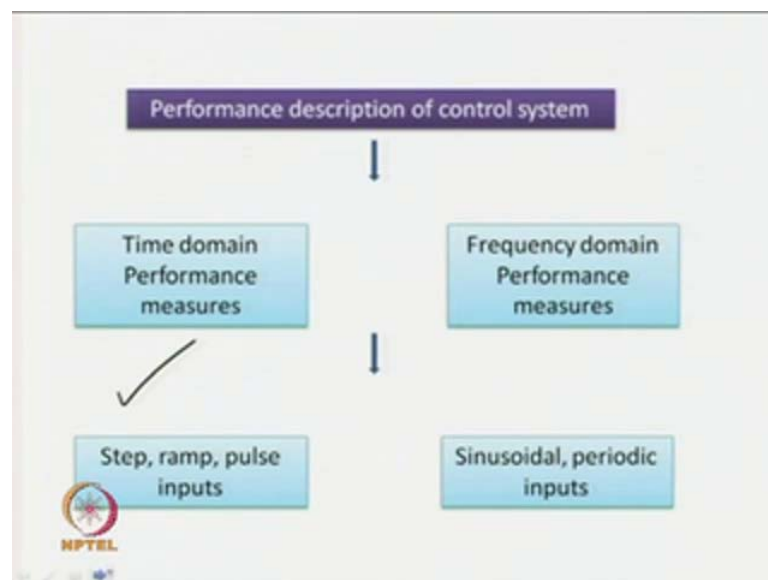 Performance description of control system
Time domain
Performance
measures
Frequency domain
Performance
measures
Step, ramp, pulse
inputs
Sinusoidal, periodic
inputs
NPTEL